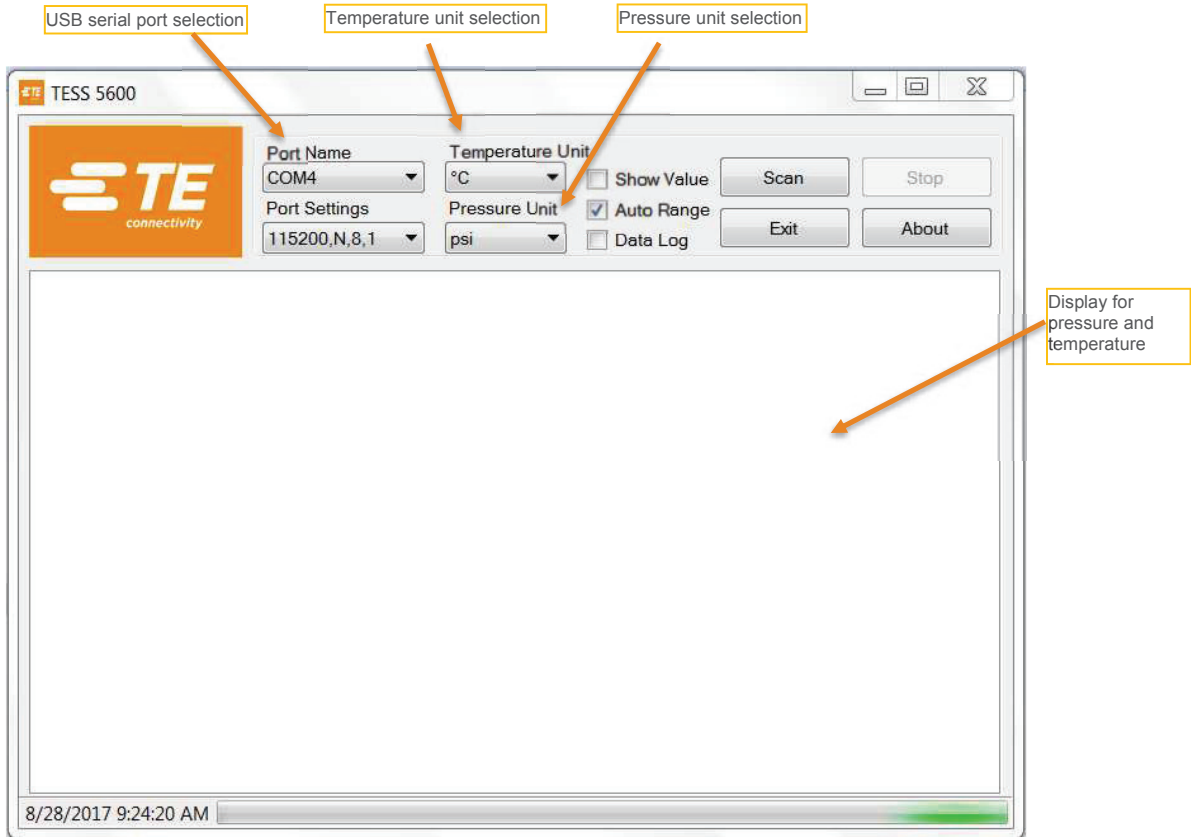 USB serial port selection
Temperature unit selection
Pressure unit selection
TE TESS 5600
TE
connectivity
Port Name
Temperature Unit
COM4
°C
Show Value
Scan
Stop
Port Settings
Pressure Unit
Auto Range
115200,N,8,1
psi
Data Log
Exit
About
Display for
pressure and
temperature
8/28/2017 9:24:20 AM